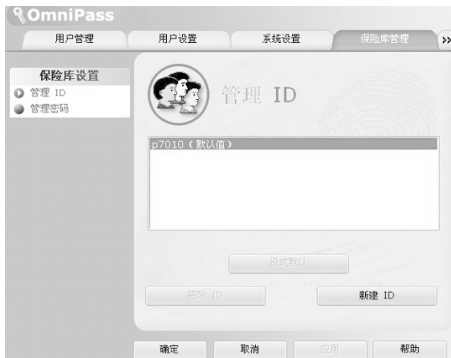 OmniPass
用户管理
用户设置
系统设置
保险库管理
保险库设置
管理 ID
管理密码
管理 ID
p7010（默认值）
设为默认
删除 ID
新建 ID
确定
取消
应用
帮助